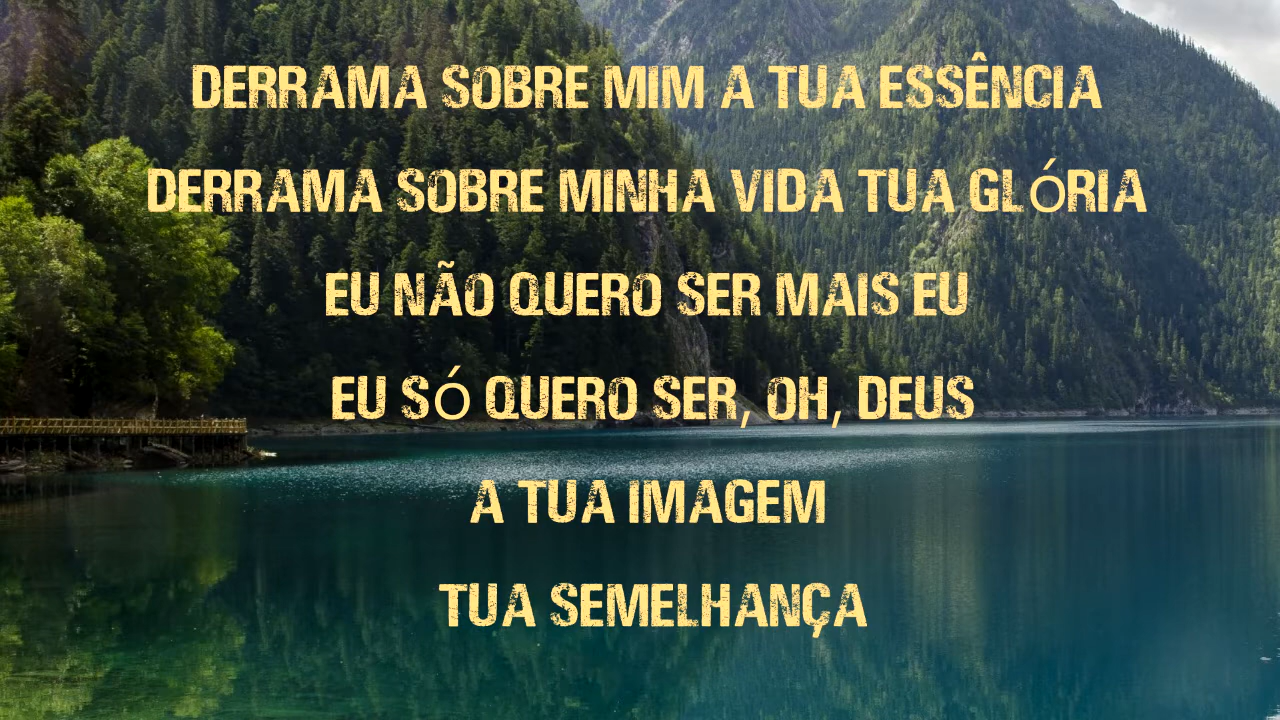 DERRAMA SOBRE MIM A TUA ESSÊNCIA
DERRAMA SOBRE MINHA VIDA TUA GLÓRIA
EU NÃO QUERO SER MAIS EU
EU SÓ QUERO SER, OH, DEUS
A TUA IMAGEM
TUA SEMELHANÇA